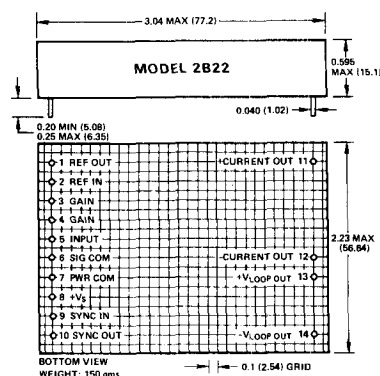 3.04 MAX (77.2)
MODEL 2B22
0.595
MAX (15.1)
0.040 (1.02)
0.20 MIN (5.08)
0.25 MAX (6.35)
1 REF OUT
2 REF IN
3 GAIN
4 GAIN
5 INPUT
6 SIG COM
7 PWR COM
8 +VS
9 SYNC IN
10 SYNC OUT
+CURRENT OUT 11
-CURRENT OUT 12
+VLOOP OUT 13
-VLOOP OUT 14
2.23 MAX
(56.64)
BOTTOM VIEW
WEIGHT: 150 gms
0.1 (2.54) GRID